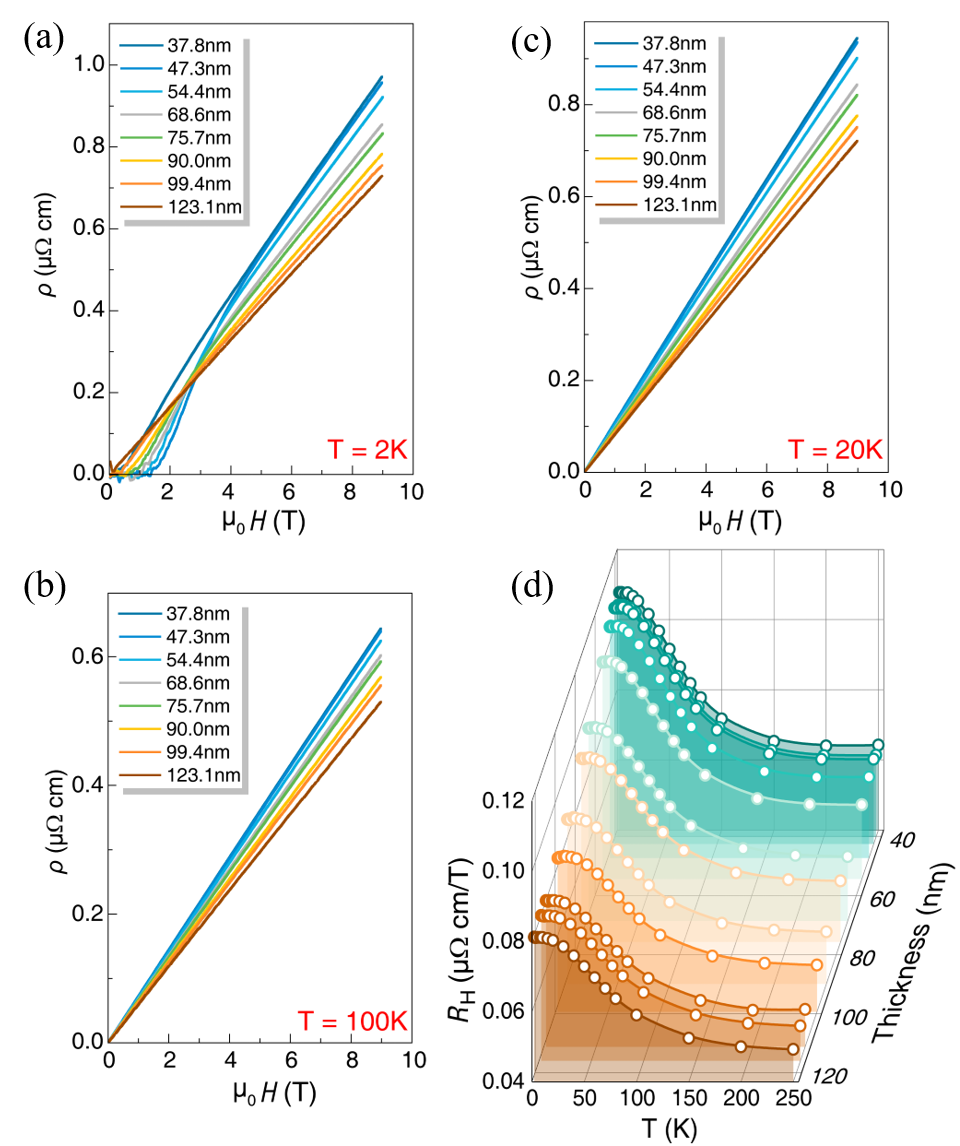 (a)
37.8nm
47.3nm
54.4nm
68.6nm
75.7nm
90.0nm
99.4nm
123.1nm
1.0
0.8
0.6
0.4
0.2
0.0
ρ (μΩ cm)
T = 2K
0 2 4 6 8 10
μ₀ H (T)
(c)
37.8nm
47.3nm
54.4nm
68.6nm
75.7nm
90.0nm
99.4nm
123.1nm
0.8
0.6
0.4
0.2
0.0
ρ (μΩ cm)
T = 20K
0 2 4 6 8 10
μ₀ H (T)
(b)
37.8nm
47.3nm
54.4nm
68.6nm
75.7nm
90.0nm
99.4nm
123.1nm
0.6
0.4
0.2
0.0
ρ (μΩ cm)
T = 100K
0 2 4 6 8 10
μ₀ H (T)
(d)
0.12
0.10
0.08
0.06
0.04
R_H (μΩ cm/T)
0 50 100 150 200 250
T (K)
40
60
80
100
120
Thickness (nm)